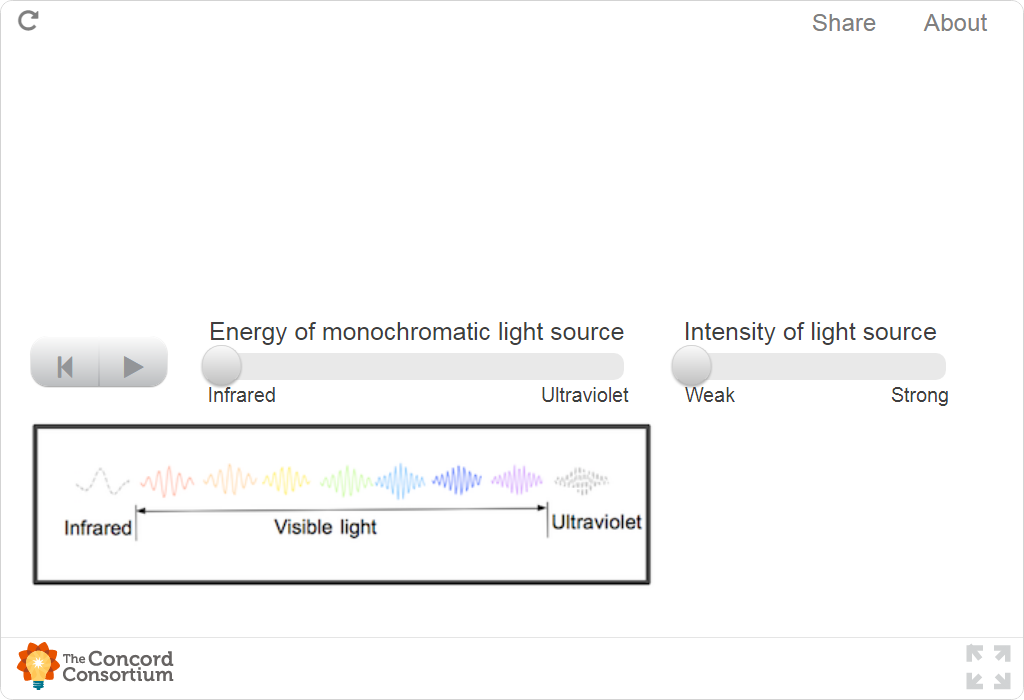 Share About
Energy of monochromatic light source
Intensity of light source
Infrared Ultraviolet
Weak Strong
Infrared Visible light Ultraviolet
The Concord
Consortium